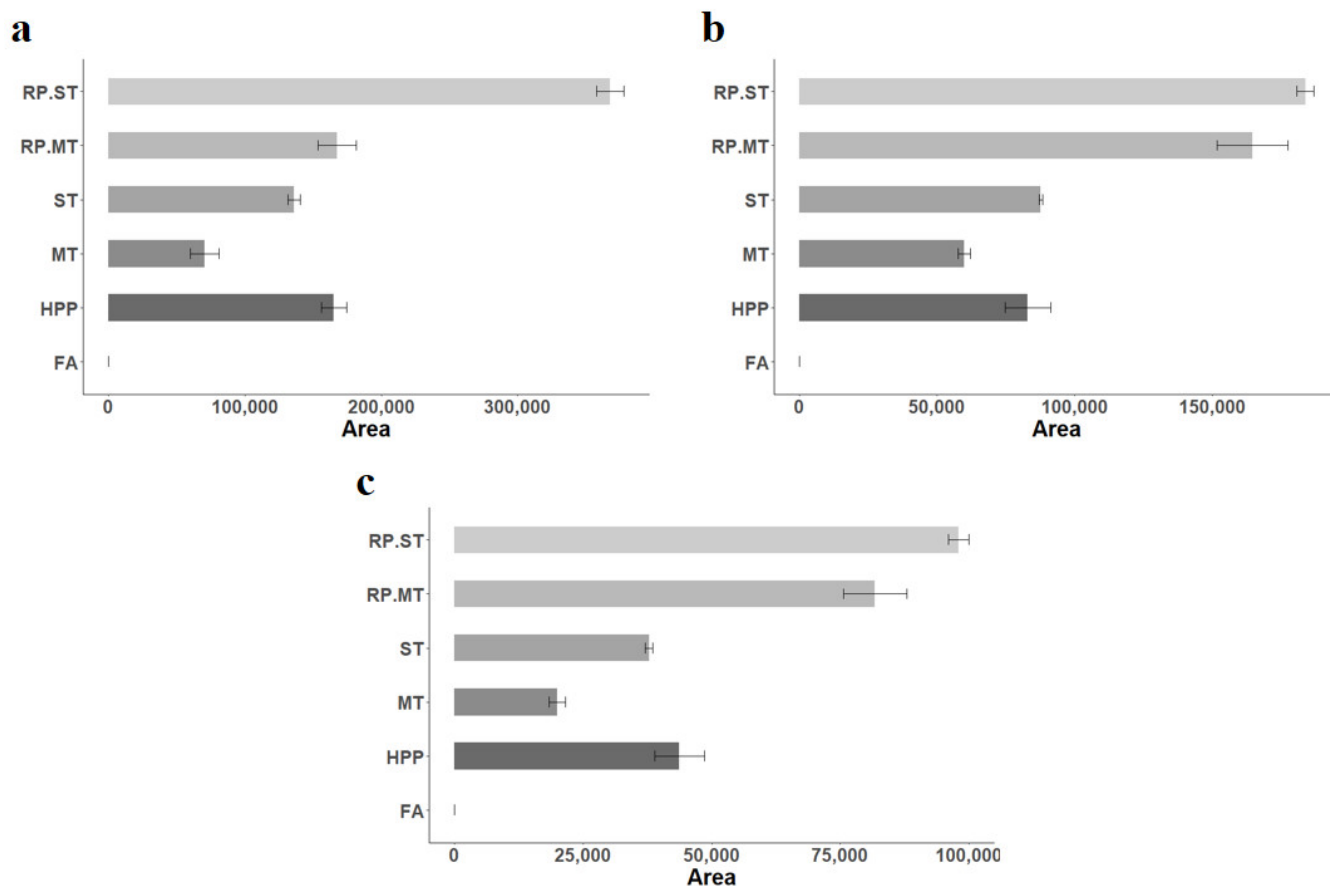 a
RP.ST
RP.MT
ST
MT
HPP
FA
0 100,000 200,000 300,000
Area
b
RP.ST
RP.MT
ST
MT
HPP
FA
0 50,000 100,000 150,000
Area
c
RP.ST
RP.MT
ST
MT
HPP
FA
0 25,000 50,000 75,000 100,000
Area